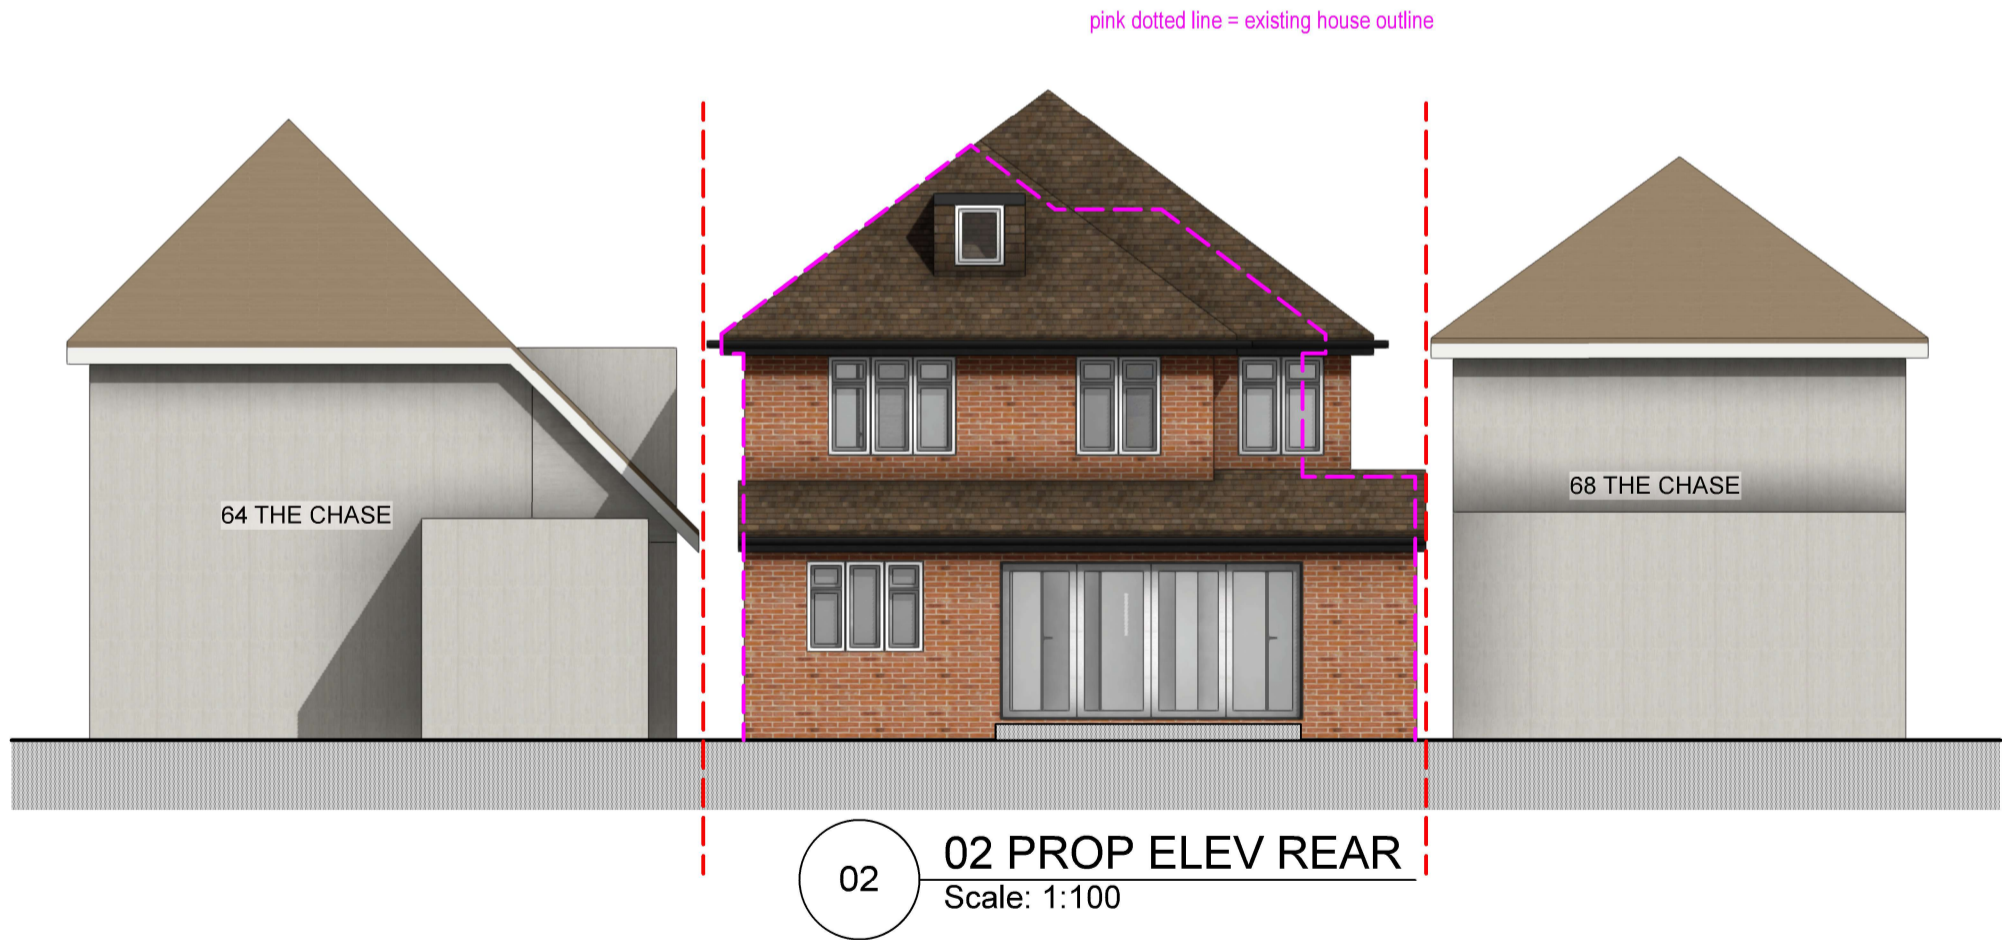 pink dotted line = existing house outline
64 THE CHASE
68 THE CHASE
02
02 PROP ELEV REAR
Scale: 1:100